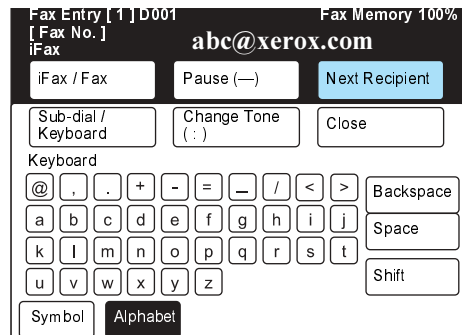 Fax Entry [ 1 ] D001 Fax Memory 100%
[ Fax No. ]
iFax abc@xerox.com
iFax / Fax Pause (—) Next Recipient
Sub-dial / Keyboard Change Tone ( : ) Close
Keyboard
@ , . + - = _ / < > Backspace
a b c d e f g h i j Space
k l m n o p q r s t
u v w x y z Shift
Symbol Alphabet